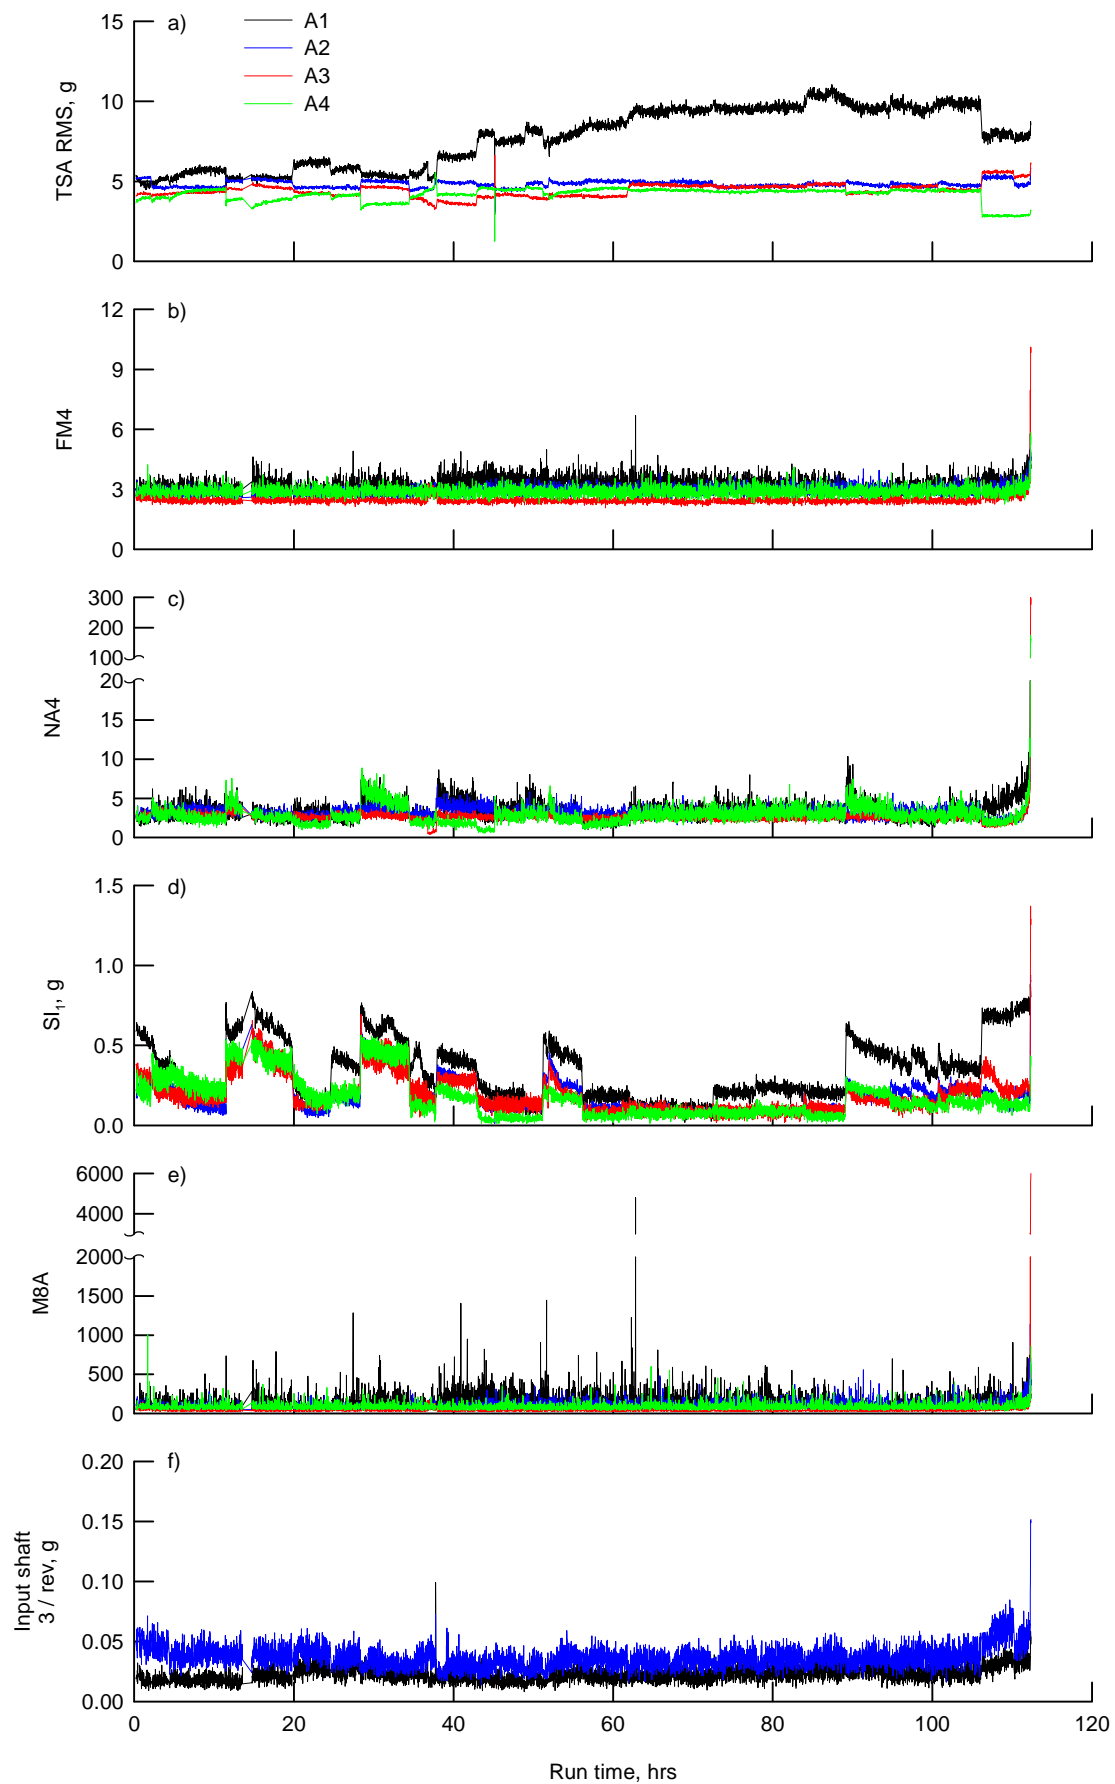 a)
A1
A2
A3
A4
15
10
5
0
TSA RMS, g
b)
12
9
6
3
0
FM4
c)
300
200
100
20
15
10
5
0
NA4
d)
1.5
1.0
0.5
0.0
SI1, g
e)
6000
4000
2000
1500
1000
500
0
M8A
f)
0.20
0.15
0.10
0.05
0.00
Input shaft
3 / rev, g
0 20 40 60 80 100 120
Run time, hrs